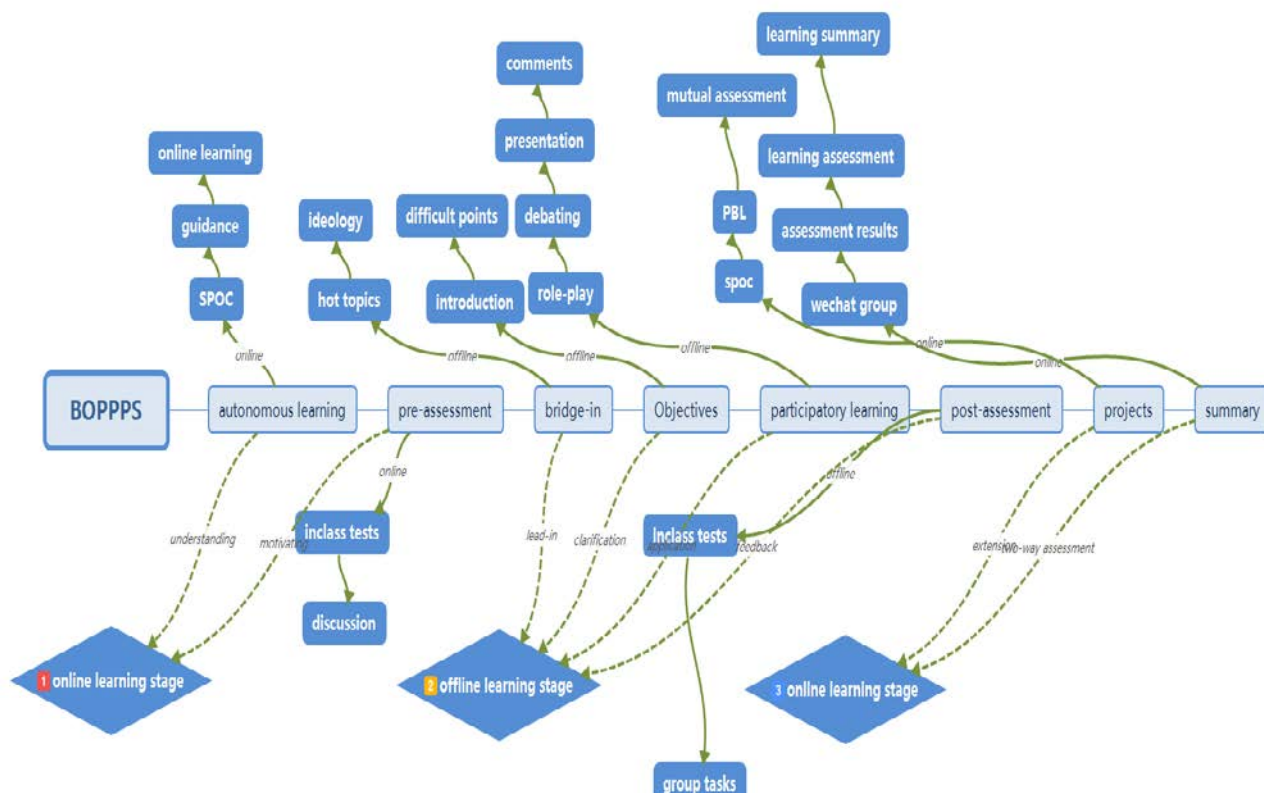 learning summary
comments
mutual assessment
presentation
online learning
learning assessment
difficult points
debating
PBL
ideology
guidance
assessment results
spoc
role-play
introduction
hot topics
SPOC
wechat group
online
offline
offline
offline
online
online
BOPPPS
autonomous learning
pre-assessment
bridge-in
Objectives
participatory learning
post-assessment
projects
summary
online
offline
inclass tests
Inclass tests
understanding
motivating
lead-in
clarification
application
feedback
extension
two-way assessment
discussion
1 online learning stage
2 offline learning stage
3 online learning stage
group tasks